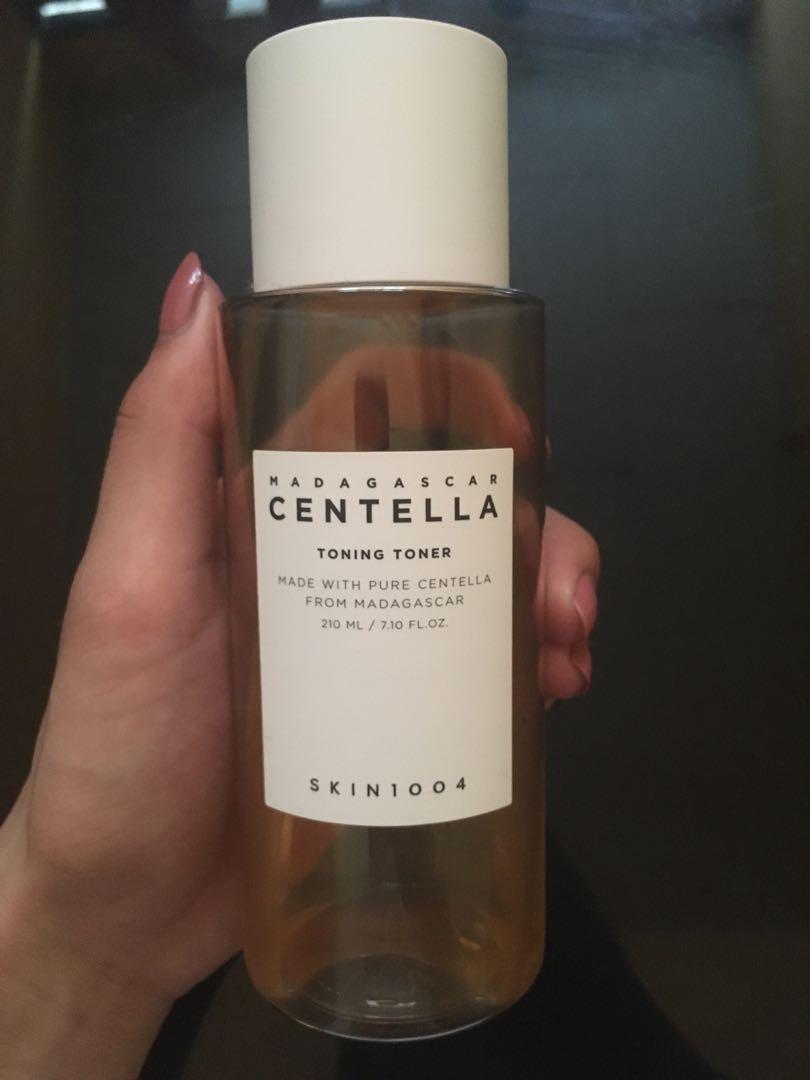 MADAGASCAR
CENTELLA
TONING TONER
MADE WITH PURE CENTELLA
FROM MADAGASCAR
210 ML / 7.10 FL.OZ.
SKIN1004